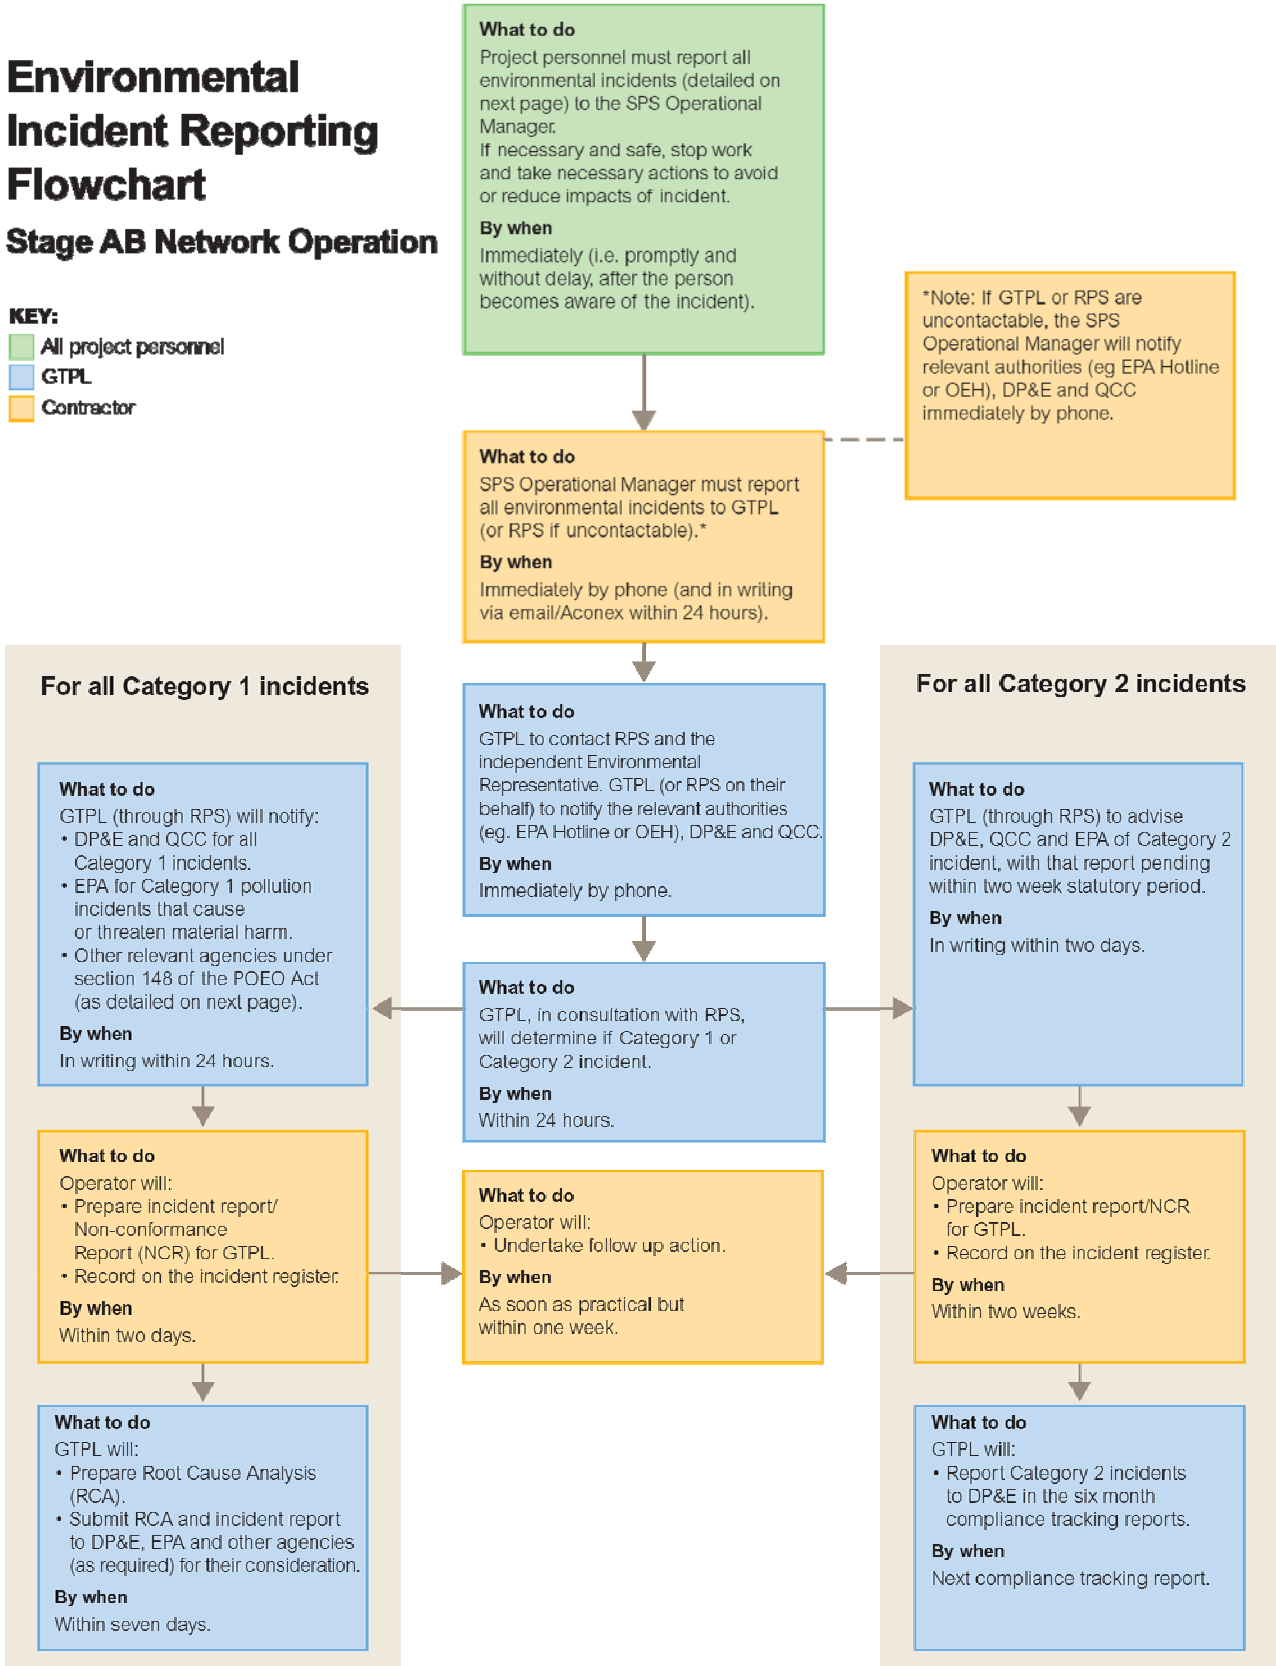 Environmental
Incident Reporting
Flowchart
Stage AB Network Operation
KEY:
All project personnel
GTPL
Contractor
What to do
Project personnel must report all
environmental incidents (detailed on
next page) to the SPS Operational
Manager.
If necessary and safe, stop work
and take necessary actions to avoid
or reduce impacts of incident.
By when
Immediately (i.e. promptly and
without delay, after the person
becomes aware of the incident).
*Note: If GTPL or RPS are
uncontactable, the SPS
Operational Manager will notify
relevant authorities (eg EPA Hotline
or OEH), DP&E and QCC
immediately by phone.
What to do
SPS Operational Manager must report
all environmental incidents to GTPL
(or RPS if uncontactable).*
By when
Immediately by phone (and in writing
via email/Aconex within 24 hours).
What to do
GTPL to contact RPS and the
independent Environmental
Representative. GTPL (or RPS on their
behalf) to notify the relevant authorities
(eg. EPA Hotline or OEH), DP&E and QCC.
By when
Immediately by phone.
What to do
GTPL, in consultation with RPS,
will determine if Category 1 or
Category 2 incident.
By when
Within 24 hours.
For all Category 1 incidents
What to do
GTPL (through RPS) will notify:
• DP&E and QCC for all
Category 1 incidents.
• EPA for Category 1 pollution
incidents that cause
or threaten material harm.
• Other relevant agencies under
section 148 of the POEO Act
(as detailed on next page).
By when
In writing within 24 hours.
What to do
Operator will:
• Prepare incident report/
Non-conformance
Report (NCR) for GTPL.
• Record on the incident register.
By when
Within two days.
What to do
GTPL will:
• Prepare Root Cause Analysis
(RCA).
• Submit RCA and incident report
to DP&E, EPA and other agencies
(as required) for their consideration.
By when
Within seven days.
What to do
Operator will:
• Undertake follow up action.
By when
As soon as practical but
within one week.
For all Category 2 incidents
What to do
GTPL (through RPS) to advise
DP&E, QCC and EPA of Category 2
incident, with that report pending
within two week statutory period.
By when
In writing within two days.
What to do
Operator will:
• Prepare incident report/NCR
for GTPL.
• Record on the incident register.
By when
Within two weeks.
What to do
GTPL will:
• Report Category 2 incidents
to DP&E in the six month
compliance tracking reports.
By when
Next compliance tracking report.